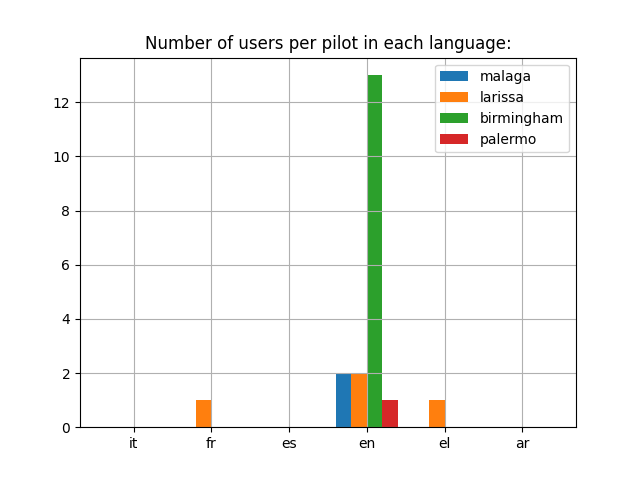 Number of users per pilot in each language:
malaga
larissa
birmingham
palermo
12
10
8
6
4
2
0
it fr es en el ar